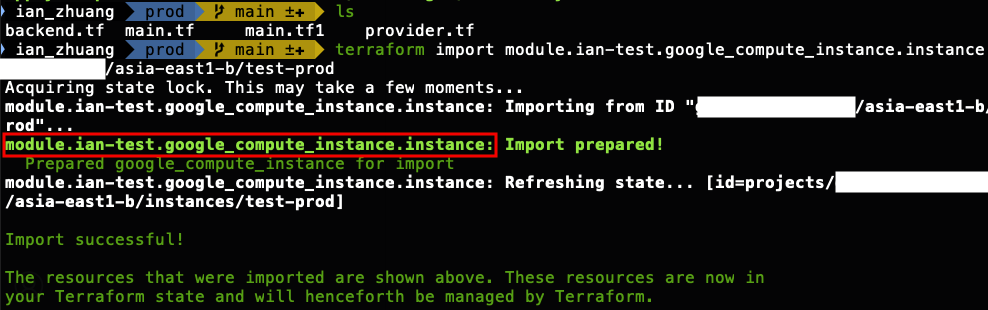 ian_zhuang prod main ±+ ls
backend.tf main.tf main.tf1 provider.tf
ian_zhuang prod main ±+ terraform import module.ian-test.google_compute_instance.instance
/asia-east1-b/test-prod
Acquiring state lock. This may take a few moments...
module.ian-test.google_compute_instance.instance: Importing from ID " /asia-east1-b/
rod"...
module.ian-test.google_compute_instance.instance: Import prepared!
Prepared google_compute_instance for import
module.ian-test.google_compute_instance.instance: Refreshing state... [id=projects/
/asia-east1-b/instances/test-prod]
Import successful!
The resources that were imported are shown above. These resources are now in
your Terraform state and will henceforth be managed by Terraform.